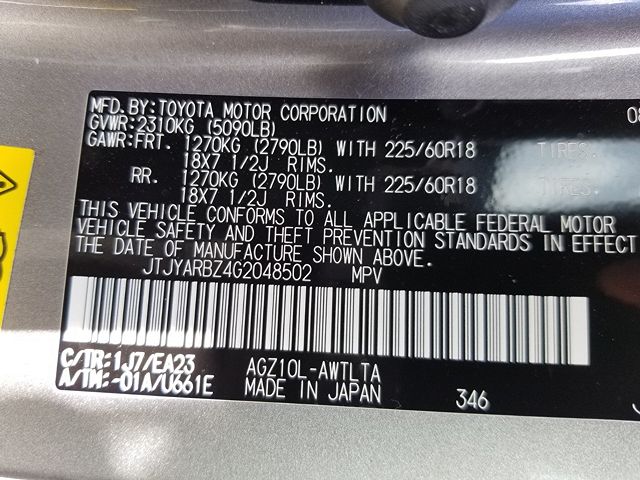 MFD.BY:TOYOTA MOTOR CORPORATION 08
GVWR:2310KG (5090LB)
GAWR:FRT. 1270KG (2790LB) WITH 225/60R18 TIRES.
18X7 1/2J RIMS.
RR. 1270KG (2790LB) WITH 225/60R18 TIRES.
18X7 1/2J RIMS.
THIS VEHICLE CONFORMS TO ALL APPLICABLE FEDERAL MOTOR
VEHICLE SAFETY AND THEFT PREVENTION STANDARDS IN EFFECT
THE DATE OF MANUFACTURE SHOWN ABOVE.
JTJYARBZ4G2048502 MPV
C/TR:1J7/EA23 AGZ10L-AWTLTA
A/TM:-01A/U661E MADE IN JAPAN 346